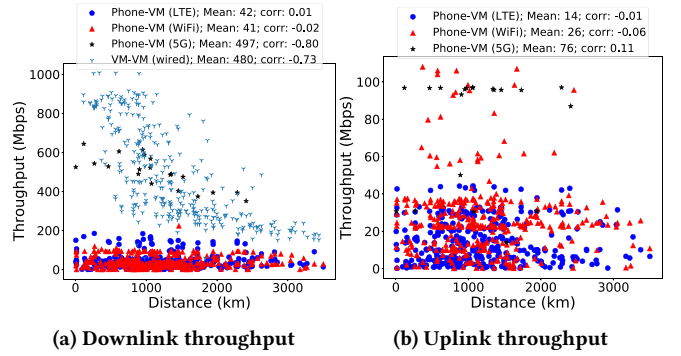 Phone-VM (LTE); Mean: 42; corr: 0.01
Phone-VM (WiFi); Mean: 41; corr: -0.02
Phone-VM (5G); Mean: 497; corr: -0.80
VM-VM (wired); Mean: 480; corr:-0.73
Throughput (Mbps)
1000
800
600
400
200
0
0 1000 2000 3000
Distance (km)
(a) Downlink throughput
Phone-VM (LTE); Mean: 14; corr: -0.01
Phone-VM (WiFi); Mean: 26; corr: -0.06
Phone-VM (5G); Mean: 76; corr: 0.11
Throughput (Mbps)
100
80
60
40
20
0
0 1000 2000 3000
Distance (km)
(b) Uplink throughput